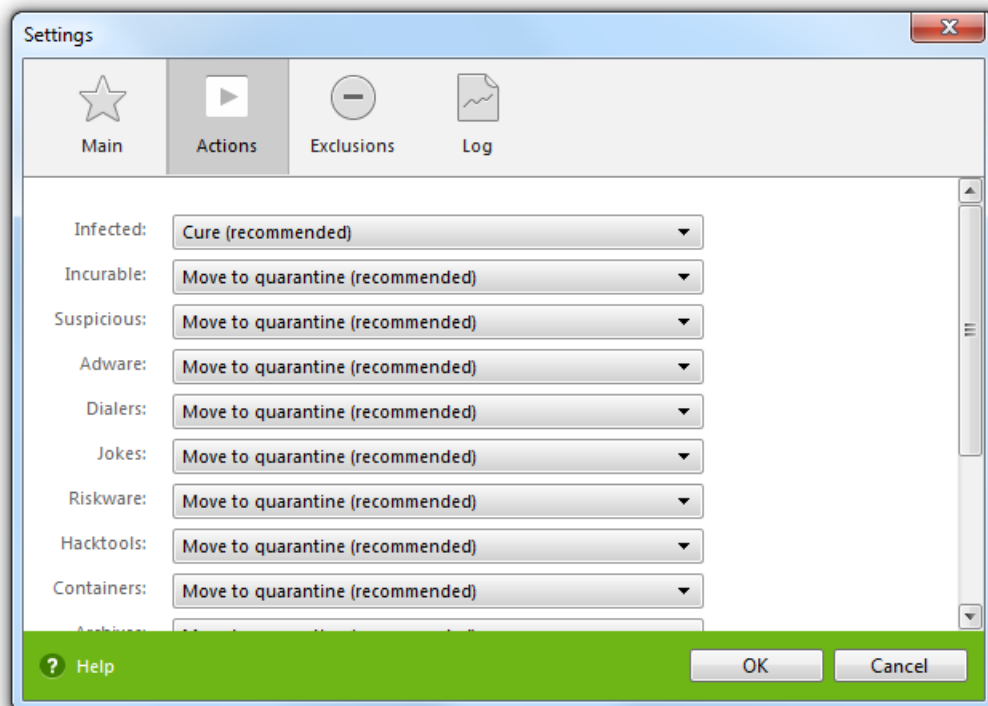 Settings
Main Actions Exclusions Log
Infected: Cure (recommended)
Incurable: Move to quarantine (recommended)
Suspicious: Move to quarantine (recommended)
Adware: Move to quarantine (recommended)
Dialers: Move to quarantine (recommended)
Jokes: Move to quarantine (recommended)
Riskware: Move to quarantine (recommended)
Hacktools: Move to quarantine (recommended)
Containers: Move to quarantine (recommended)
? Help OK Cancel